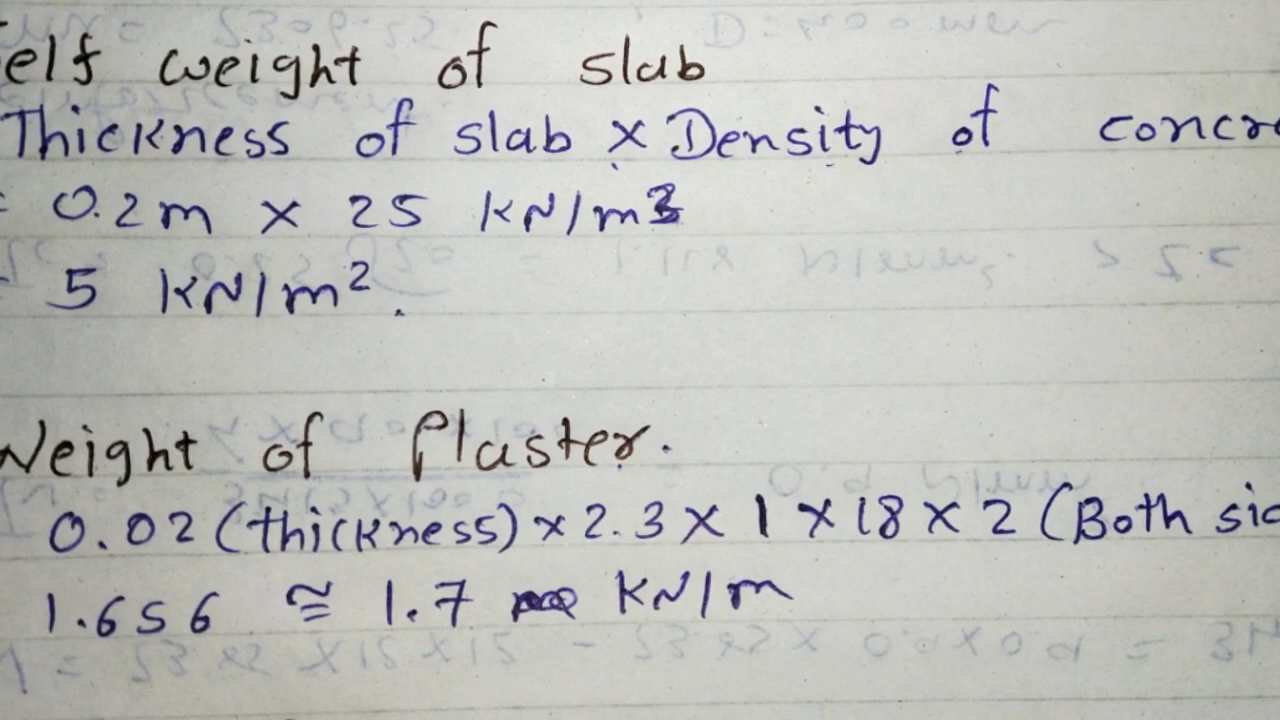 elf weight of slab
Thickness of slab × Density of concre
= 0.2m × 25 KN/m3
5 KN/m².
Weight of Plaster.
0.02 (thickness) × 2.3 × 1 × 18 × 2 (Both sid
1.656 ≅ 1.7 KN/m